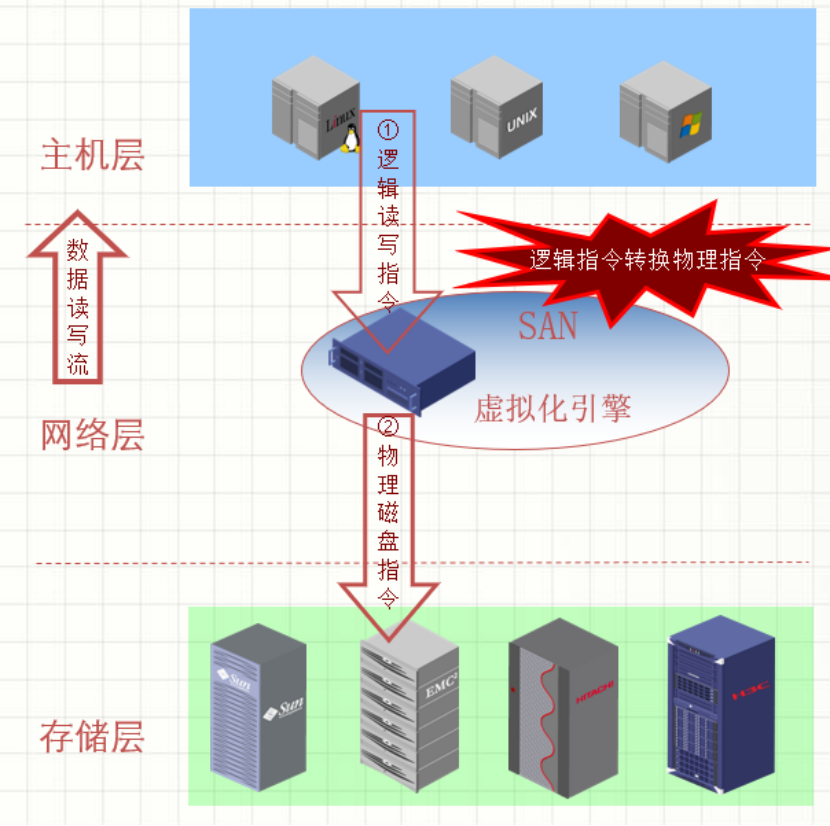 主机层
Linux
UNIX
①逻辑读写指令
逻辑指令转换物理指令
数据读写流
SAN
虚拟化引擎
网络层
②物理磁盘指令
存储层
Sun
Sun
EMC²
HITACHI
H3C